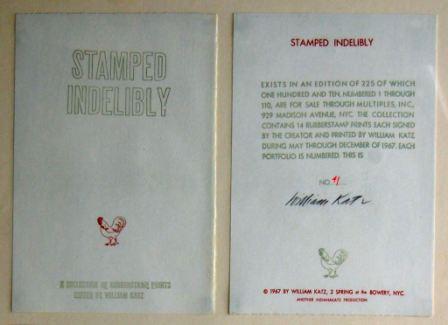 STAMPED
INDELIBLY
A COLLECTION OF RUBBERSTAMP PRINTS
EDITED BY WILLIAM KATZ
STAMPED INDELIBLY
EXISTS IN AN EDITION OF 225 OF WHICH
ONE HUNDRED AND TEN, NUMBERED 1 THROUGH
110, ARE FOR SALE THROUGH MULTIPLES, INC.,
929 MADISON AVENUE, NYC. THE COLLECTION
CONTAINS 14 RUBBERSTAMP PRINTS EACH SIGNED
BY THE CREATOR AND PRINTED BY WILLIAM KATZ
DURING MAY THROUGH DECEMBER OF 1967. EACH
PORTFOLIO IS NUMBERED. THIS IS
NO.
William Katz
© 1967 BY WILLIAM KATZ, 2 SPRING at the BOWERY, NYC
ANOTHER INDIANAKATZ PRODUCTION